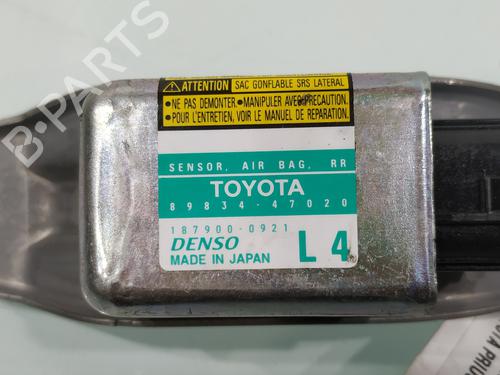 ATTENTION SAC GONFLABLE SRS LATERAL
•NE PAS DEMONTER.•MANIPULER AVEC PRECAUTION.
•POUR L'ENTRETIEN, VOIR LE MANUEL DE REPARATION.
SENSOR, AIR BAG, RR
TOYOTA
89834-47020
187900-0921
DENSO L 4
MADE IN JAPAN
B-PARTS